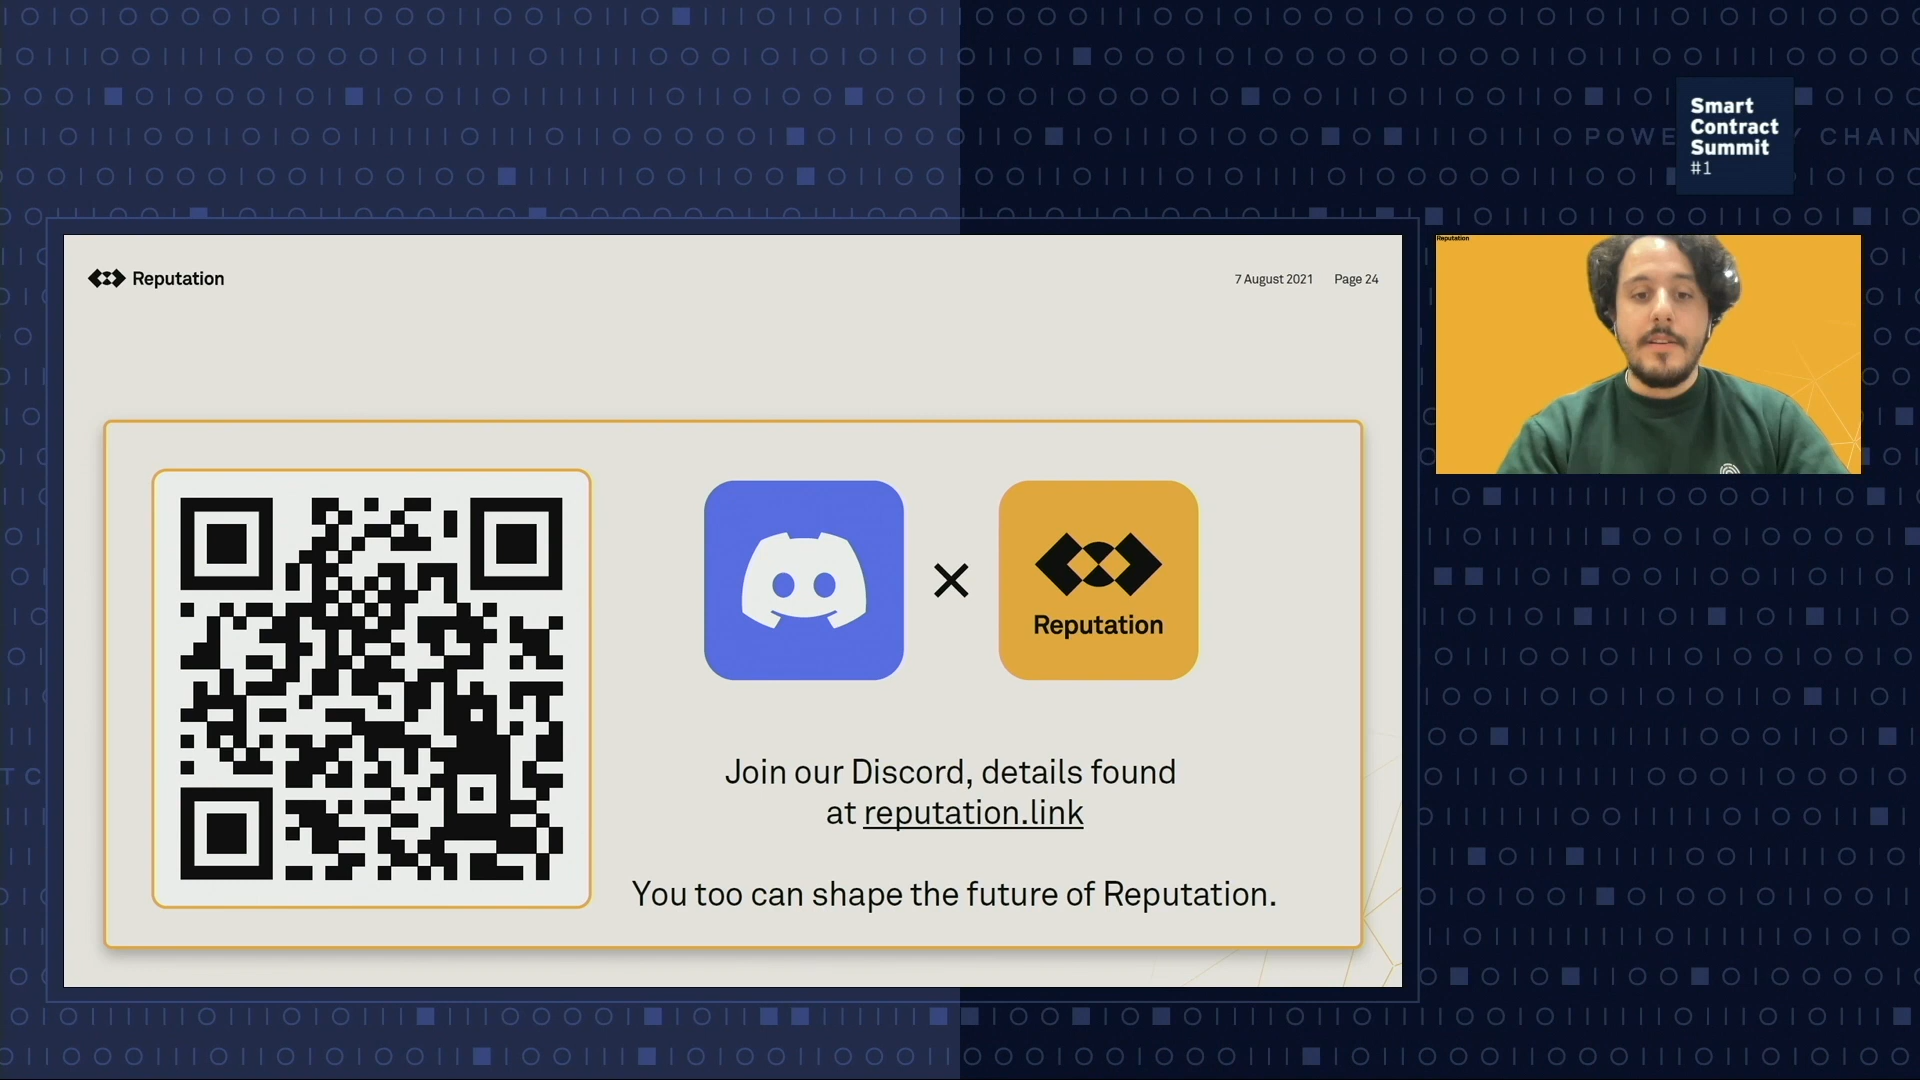 Smart
Contract
Summit
#1
POWE
Y CHAIN
Reputation
7 August 2021 Page 24
Reputation
Reputation
Join our Discord, details found
at reputation.link
You too can shape the future of Reputation.